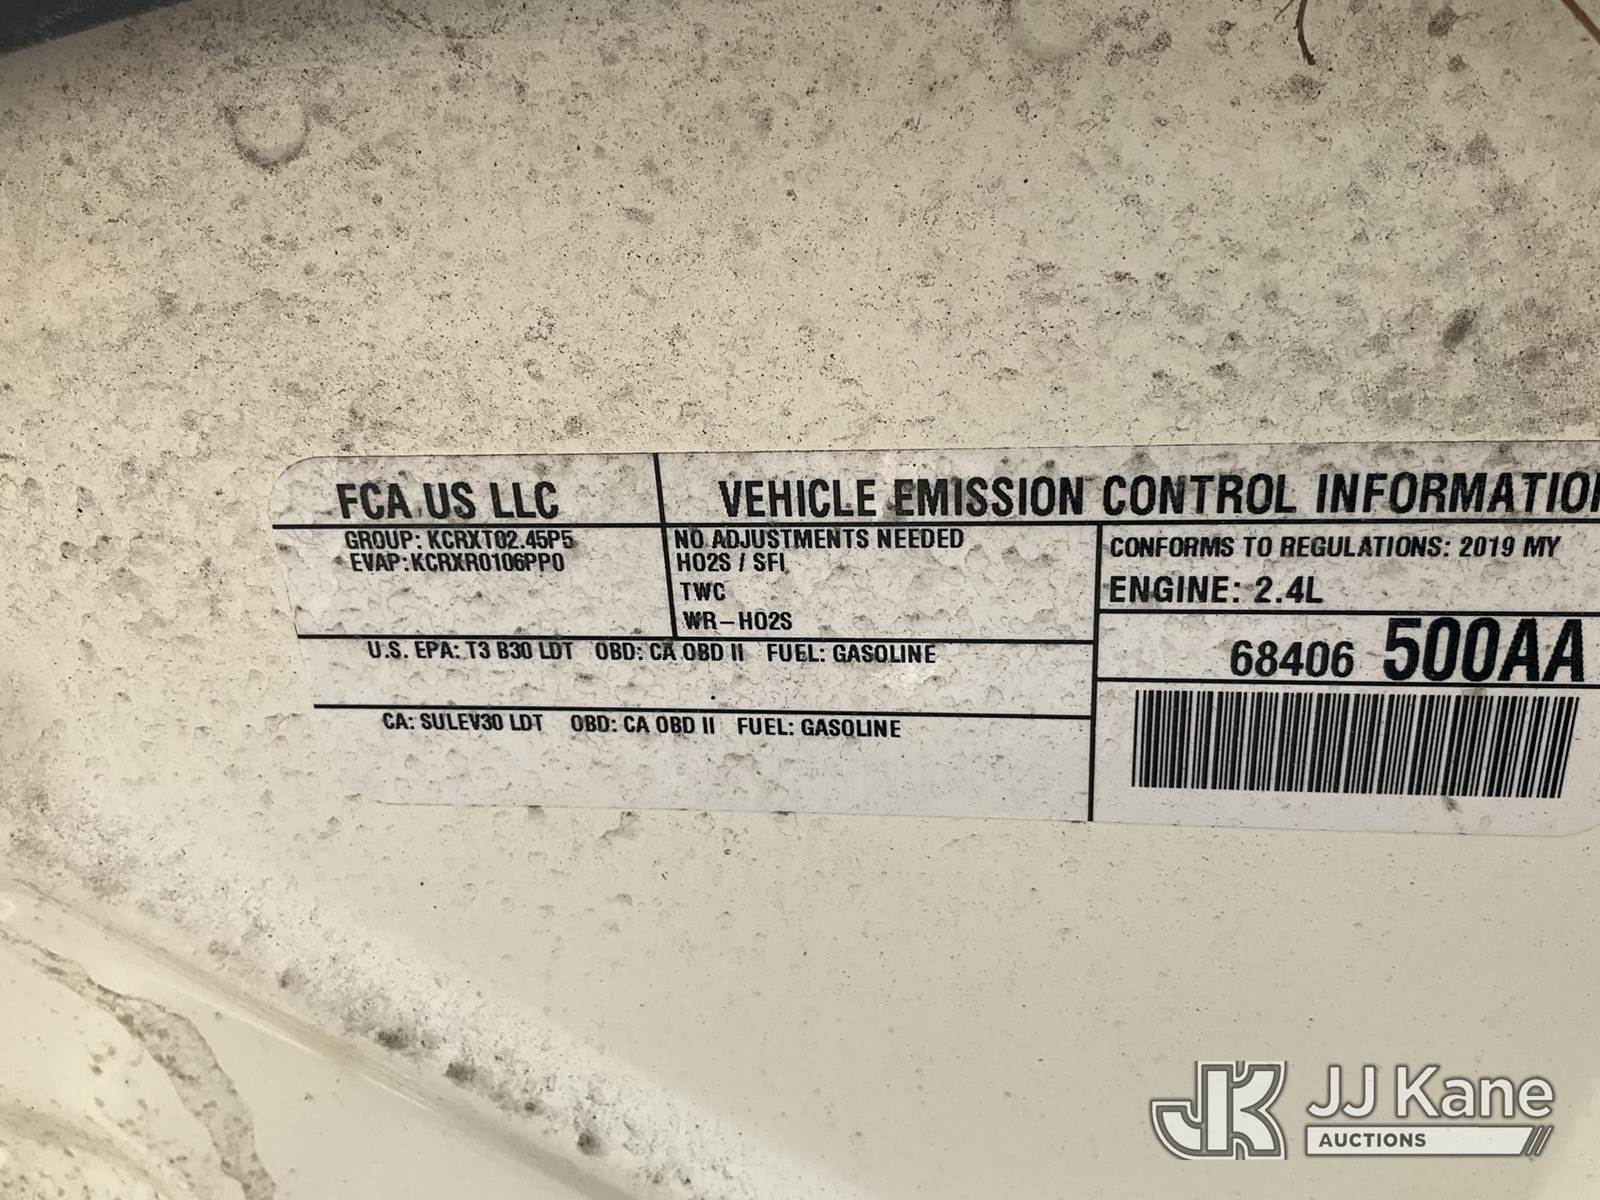 FCA US LLC
VEHICLE EMISSION CONTROL INFORMATIO
GROUP: KCRXT02.45P5
EVAP:KCRXR0106PP0
NO ADJUSTMENTS NEEDED
HO2S / SFI
TWC
WR-HO2S
CONFORMS TO REGULATIONS: 2019 MY
ENGINE: 2.4L
68406 500AA
U.S. EPA: T3 B30 LDT OBD: CA OBD II FUEL: GASOLINE
CA: SULEV30 LDT OBD: CA OBD II FUEL: GASOLINE
JK JJ Kane
AUCTIONS